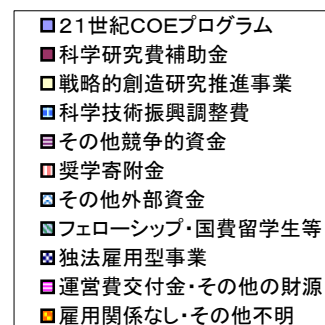 21世紀COEプログラム
科学研究費補助金
戦略的創造研究推進事業
科学技術振興調整費
その他競争的資金
奨学寄附金
その他外部資金
フェローシップ・国費留学生等
独法雇用型事業
運営費交付金・その他の財源
雇用関係なし・その他不明